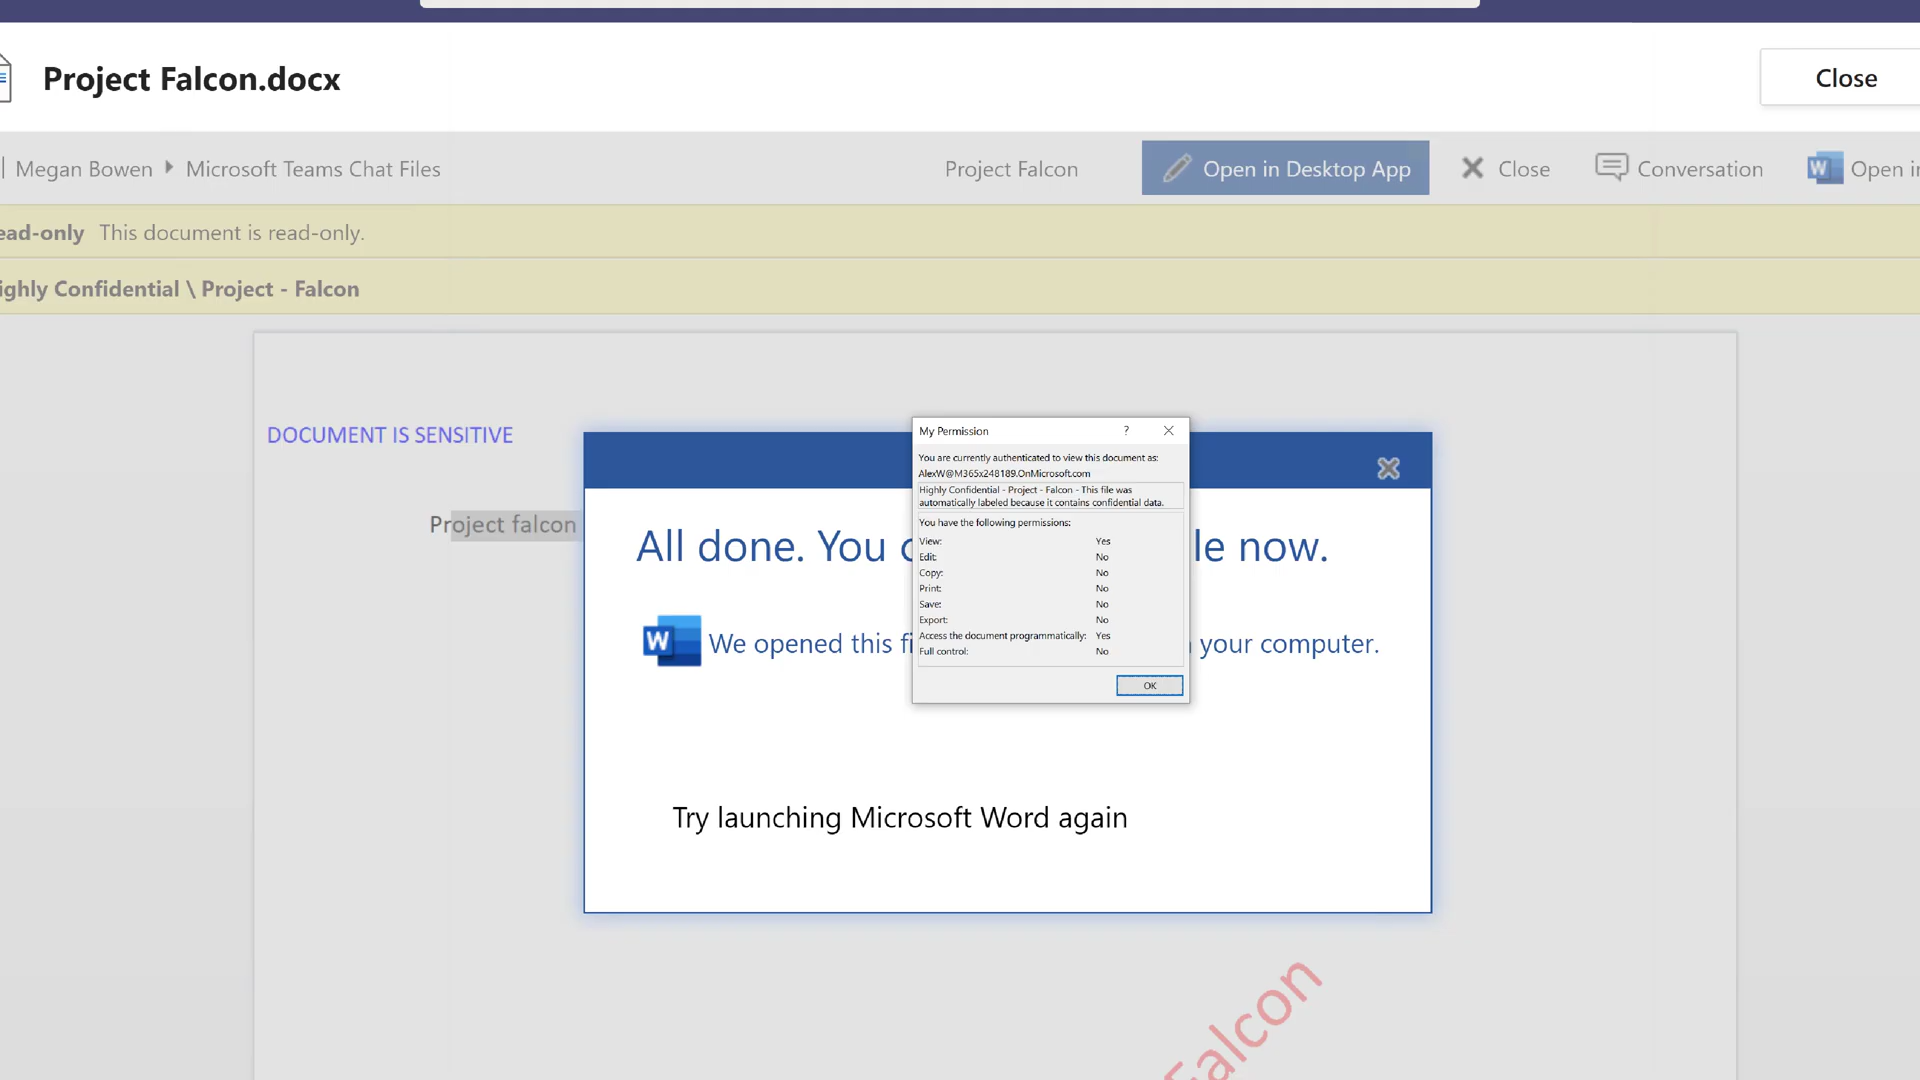 Project Falcon.docx
Close
Megan Bowen
Microsoft Teams Chat Files
Project Falcon
Open in Desktop App
Close
Conversation
Open in
ead-only This document is read-only.
ighly Confidential \ Project - Falcon
DOCUMENT IS SENSITIVE
Project falcon
All done. You
le now.
W
We opened this fi
your computer.
Try launching Microsoft Word again
My Permission
?
You are currently authenticated to view this document as:
AlexW@M365x248189.OnMicrosoft.com
Highly Confidential - Project - Falcon - This file was
automatically labeled because it contains confidential data.
You have the following permissions:
View: Yes
Edit: No
Copy: No
Print: No
Save: No
Export: No
Access the document programmatically: Yes
Full control: No
OK
Falcon